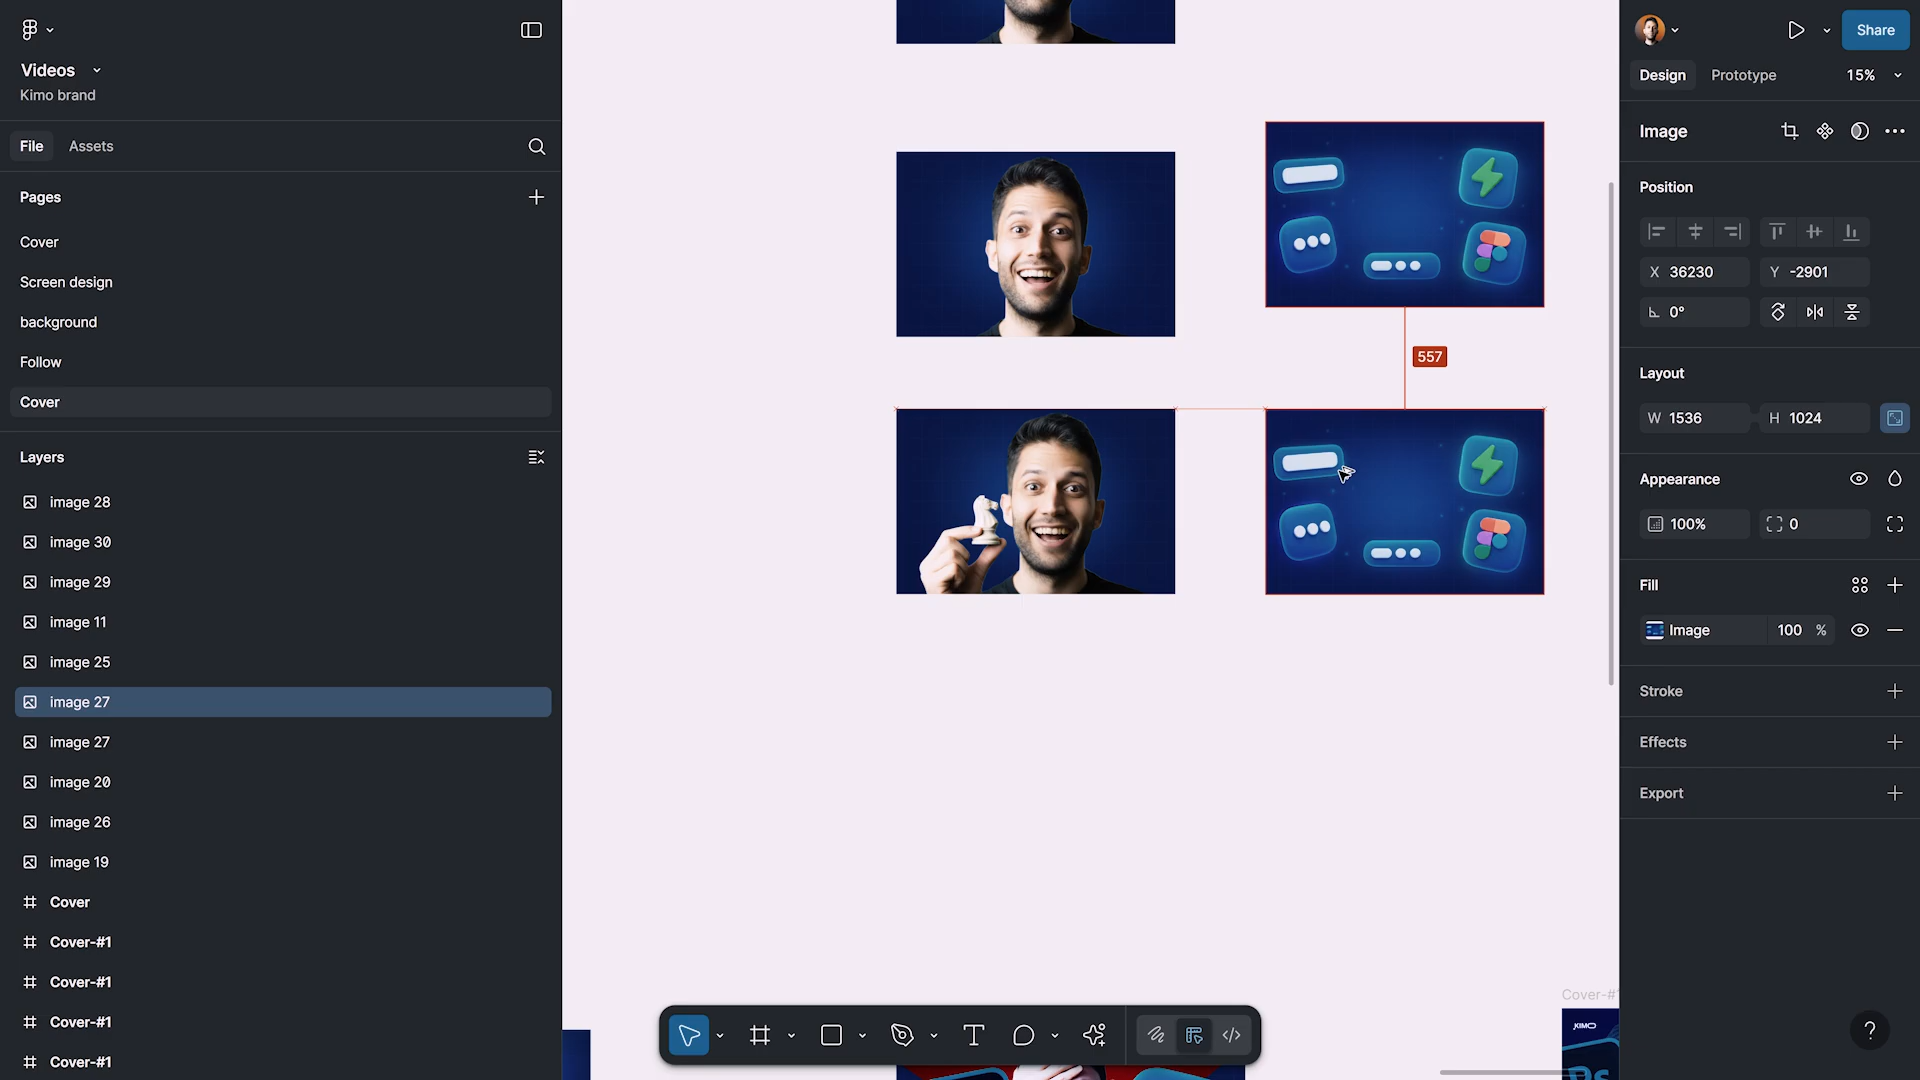 Videos
Kimo brand
File
Assets
Pages
Cover
Screen design
background
Follow
Cover
Layers
image 28
image 30
image 29
image 11
image 25
image 27
image 27
image 20
image 26
image 19
Cover
Cover-#1
Cover-#1
Cover-#1
Cover-#1
557
Cover-#
KIMO
Ps
Share
Design
Prototype
15%
Image
Position
X 36230
Y -2901
0°
Layout
W 1536
H 1024
Appearance
100%
0
Fill
Image
100 %
Stroke
Effects
Export
?